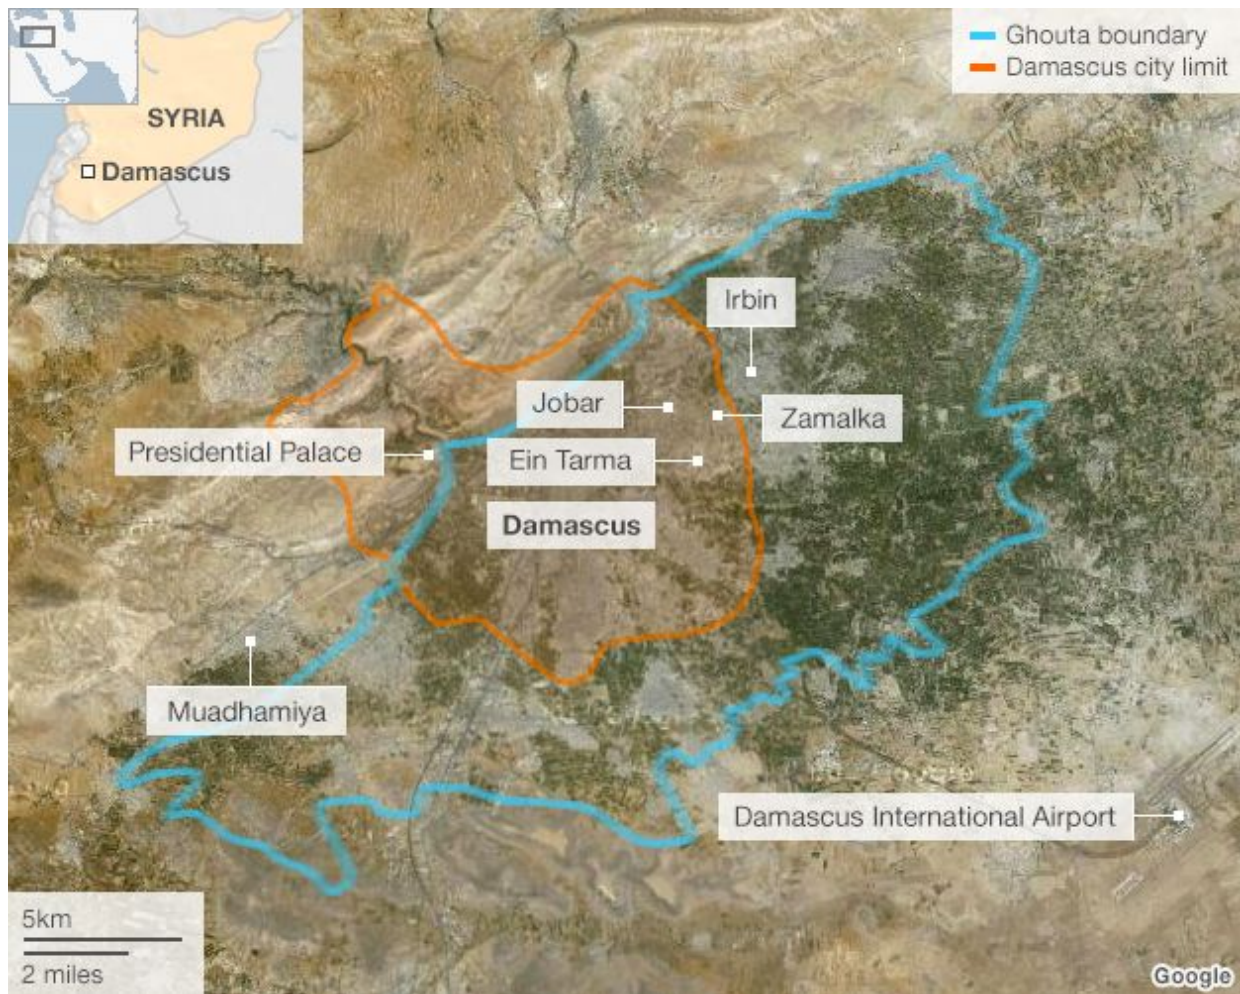 SYRIA
Damascus
Ghouta boundary
Damascus city limit
Irbin
Jobar
Zamalka
Presidential Palace
Ein Tarma
Damascus
Muadhamiya
Damascus International Airport
5km
2 miles
Google